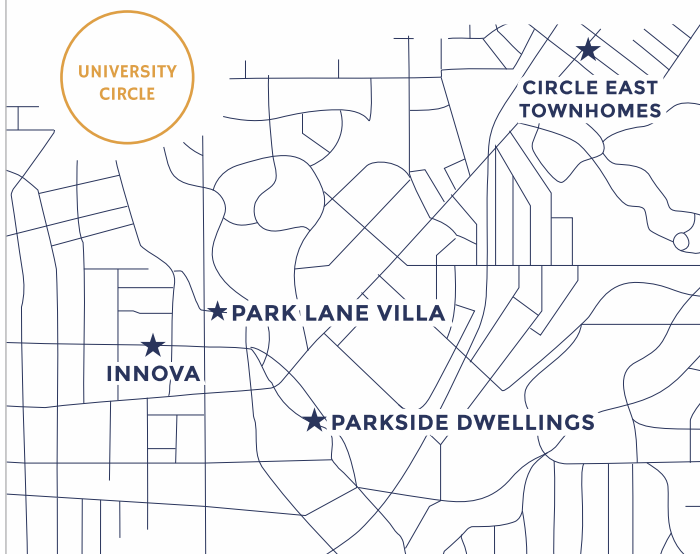 UNIVERSITY
CIRCLE
CIRCLE EAST
TOWNHOMES
PARK LANE VILLA
INNOVA
PARKSIDE DWELLINGS